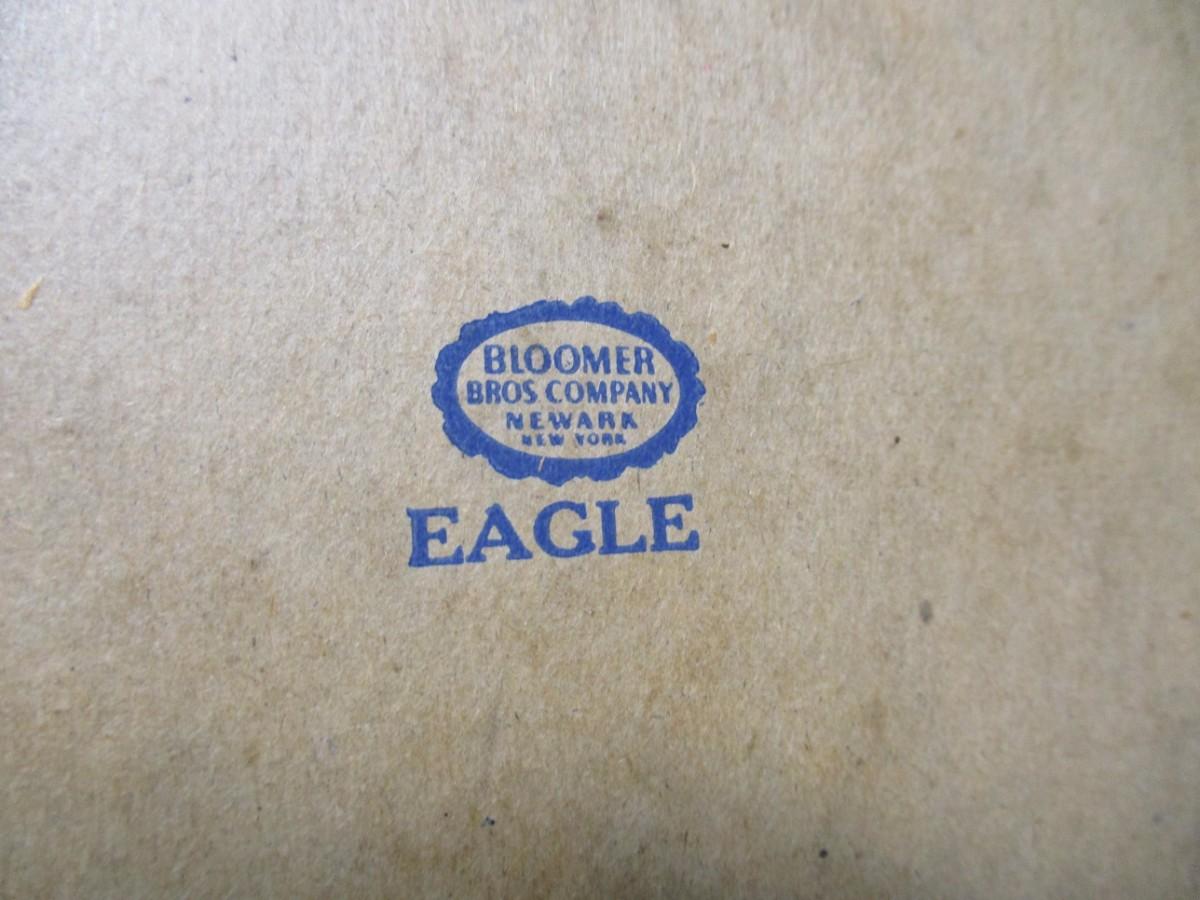 BLOOMER
BROS COMPANY
NEWARK
NEW YORK
EAGLE